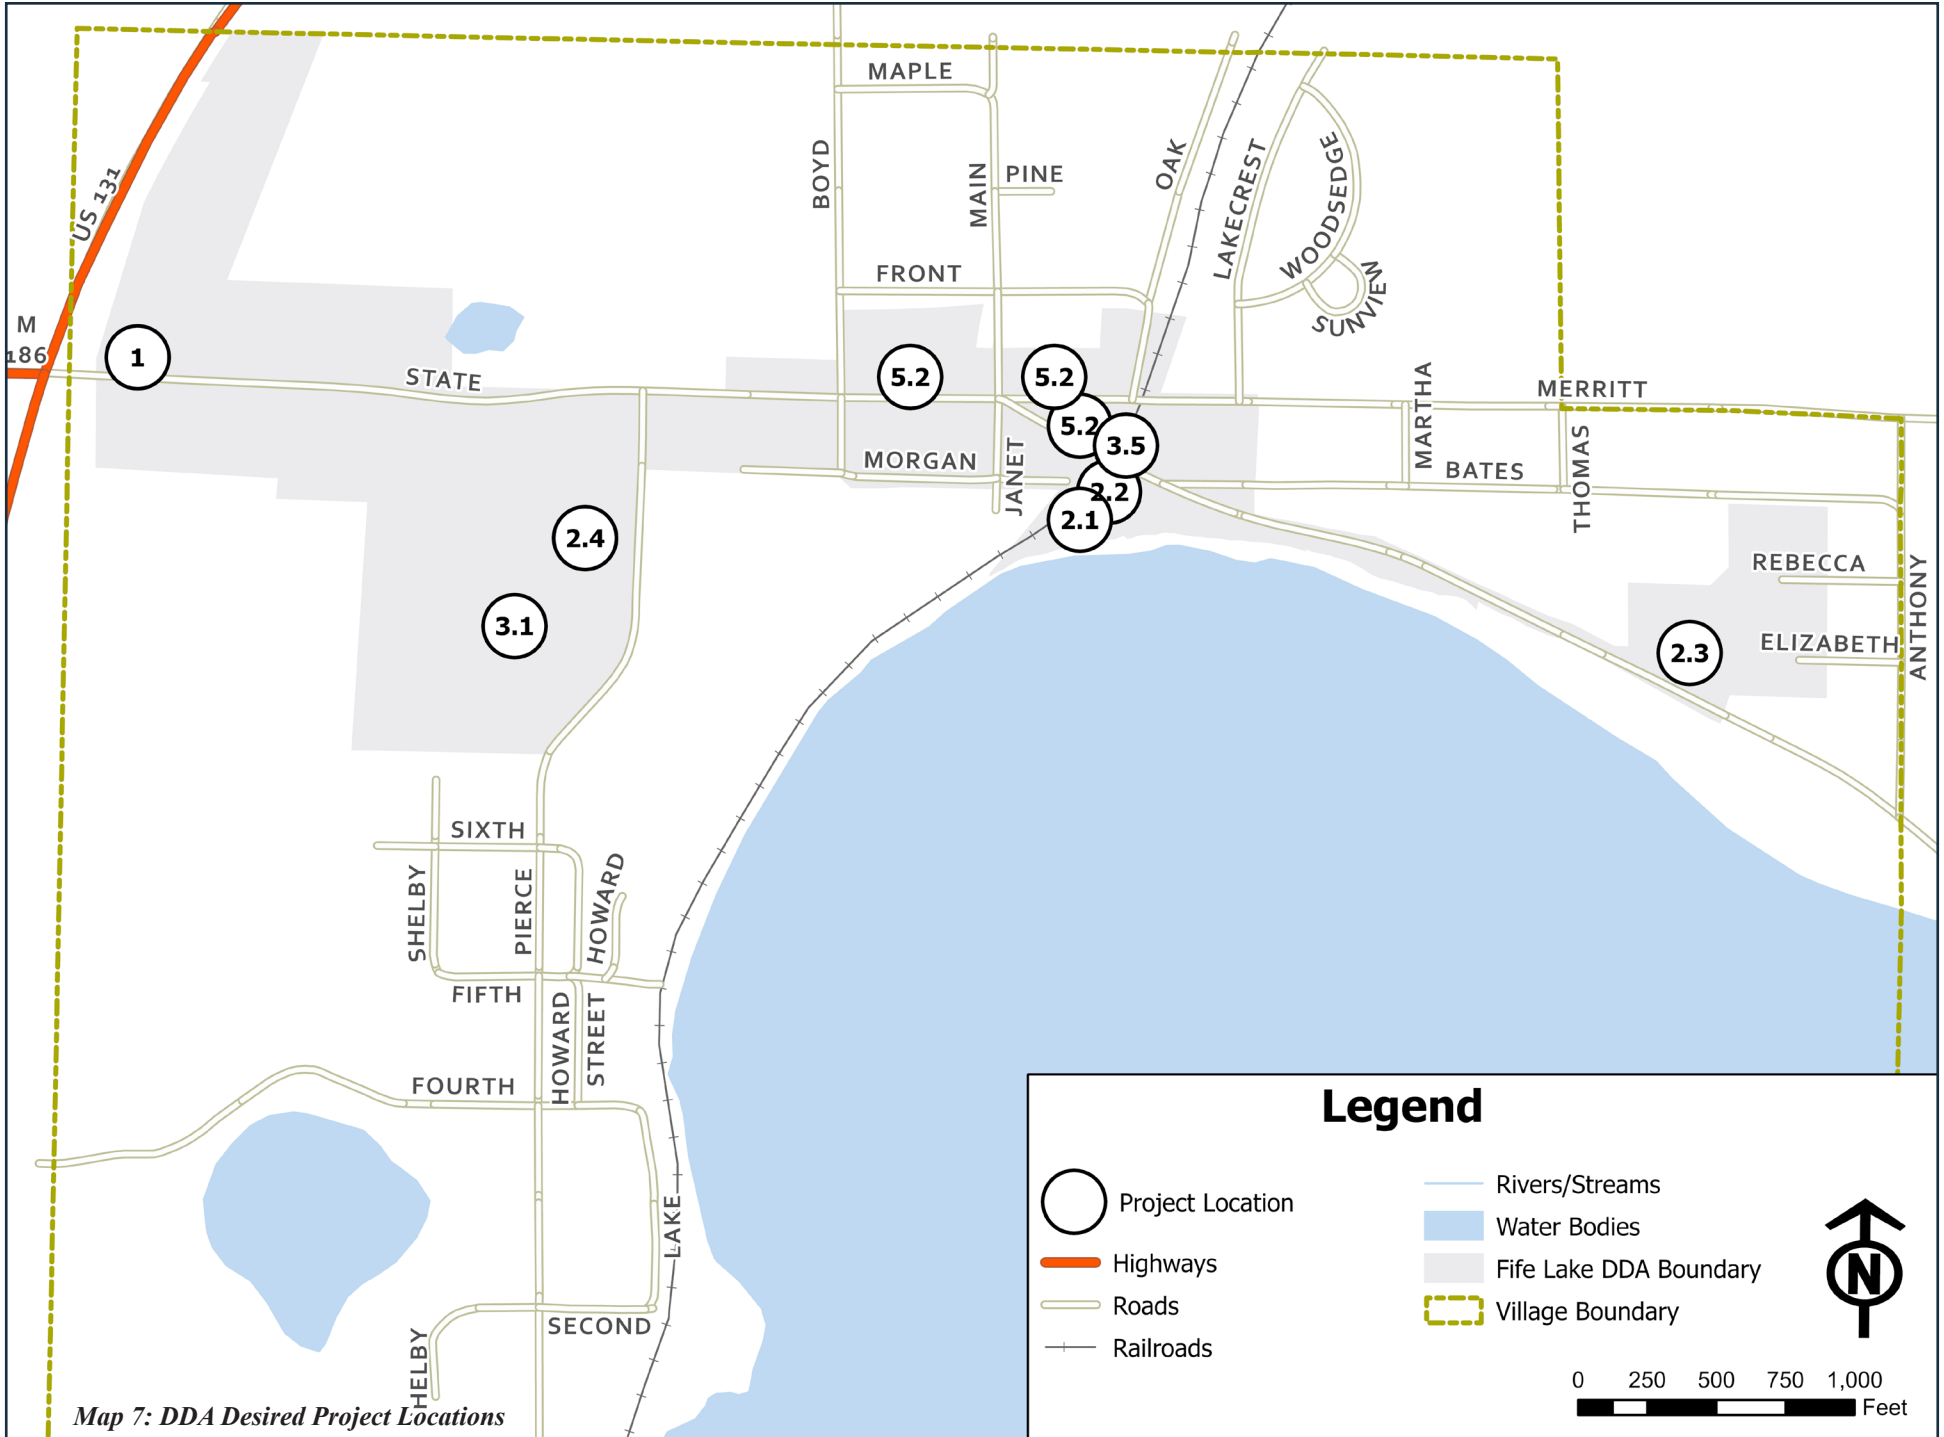 MAPLE
BOYD
MAIN
PINE
OAK
LAKECREST
WOODSEDGE
SUNVIEW
US 131
FRONT
M
186
1
STATE
5.2
5.2
5.2
3.5
MARTHA
MERRITT
MORGAN
JANET
BATES
THOMAS
2.2
2.1
2.4
3.1
REBECCA
2.3
ELIZABETH
ANTHONY
SIXTH
SHELBY
PIERCE
HOWARD
FIFTH
HOWARD
STREET
FOURTH
LAKE
SECOND
HELBY
Map 7: DDA Desired Project Locations
Legend
Project Location
Highways
Roads
Railroads
Rivers/Streams
Water Bodies
Fife Lake DDA Boundary
Village Boundary
N
0 250 500 750 1,000
Feet